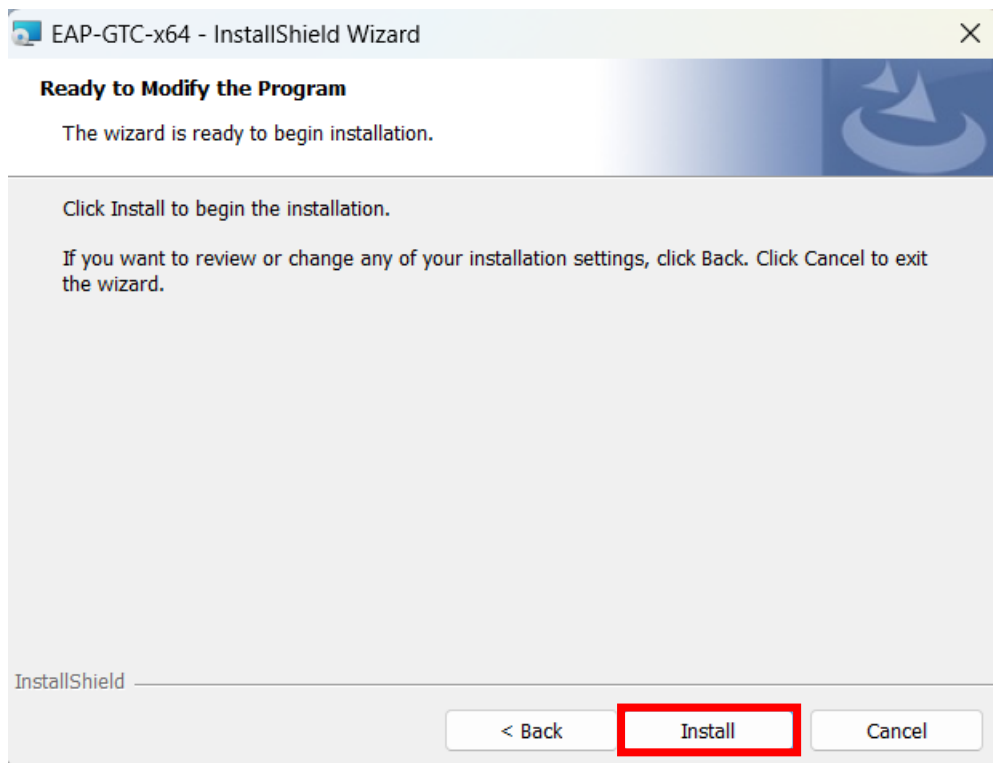 EAP-GTC-x64 - InstallShield Wizard
Ready to Modify the Program
The wizard is ready to begin installation.
Click Install to begin the installation.
If you want to review or change any of your installation settings, click Back. Click Cancel to exit
the wizard.
InstallShield
< Back
Install
Cancel